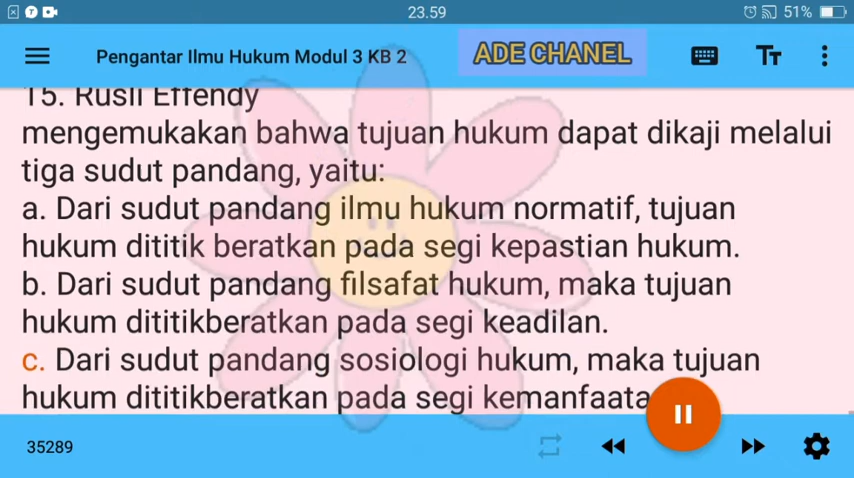 23.59
51%
Pengantar Ilmu Hukum Modul 3 KB 2
ADE CHANEL
15. Rusli Effendy
mengemukakan bahwa tujuan hukum dapat dikaji melalui
tiga sudut pandang, yaitu:
a. Dari sudut pandang ilmu hukum normatif, tujuan
hukum dititik beratkan pada segi kepastian hukum.
b. Dari sudut pandang filsafat hukum, maka tujuan
hukum dititikberatkan pada segi keadilan.
c. Dari sudut pandang sosiologi hukum, maka tujuan
hukum dititikberatkan pada segi kemanfaata
35289